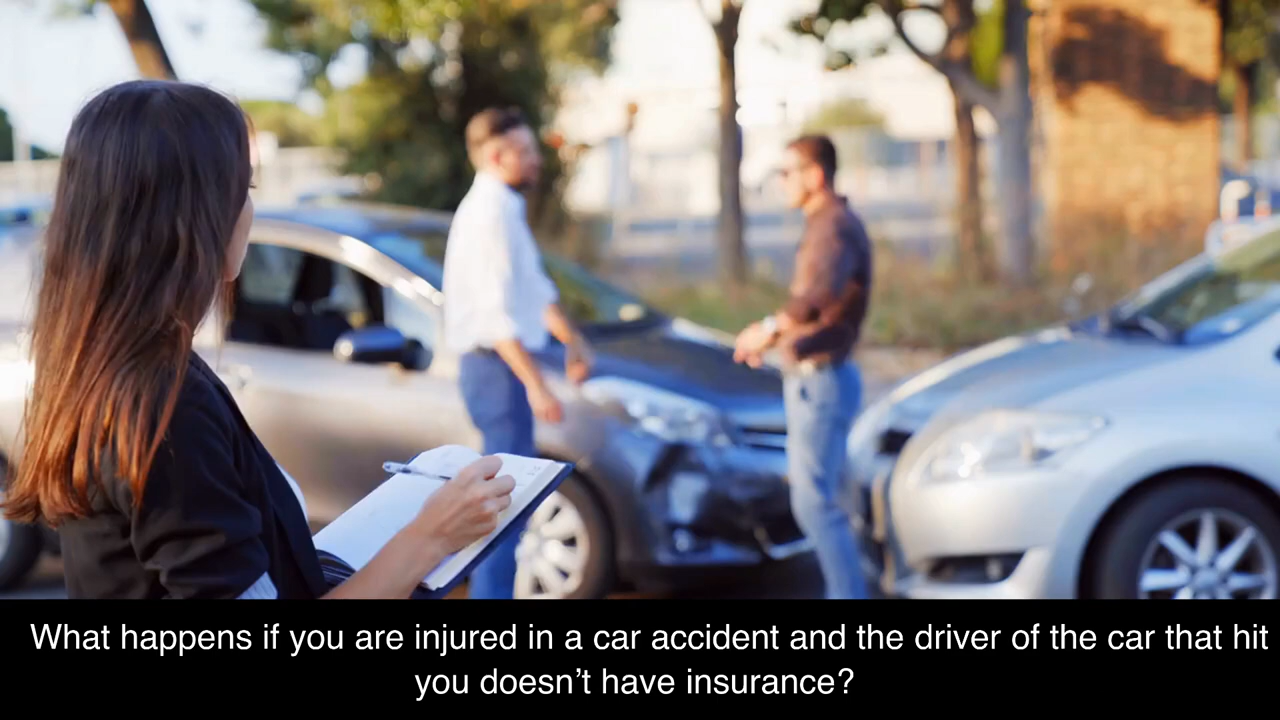 What happens if you are injured in a car accident and the driver of the car that hit
you doesn’t have insurance?